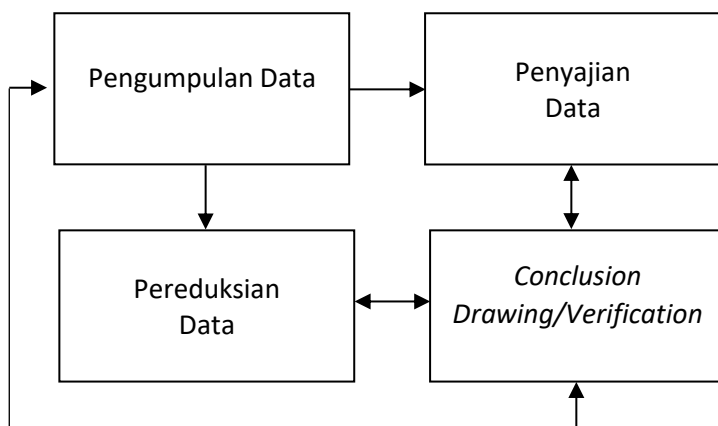 Pengumpulan Data
Penyajian
Data
Pereduksian
Data
Conclusion
Drawing/Verification